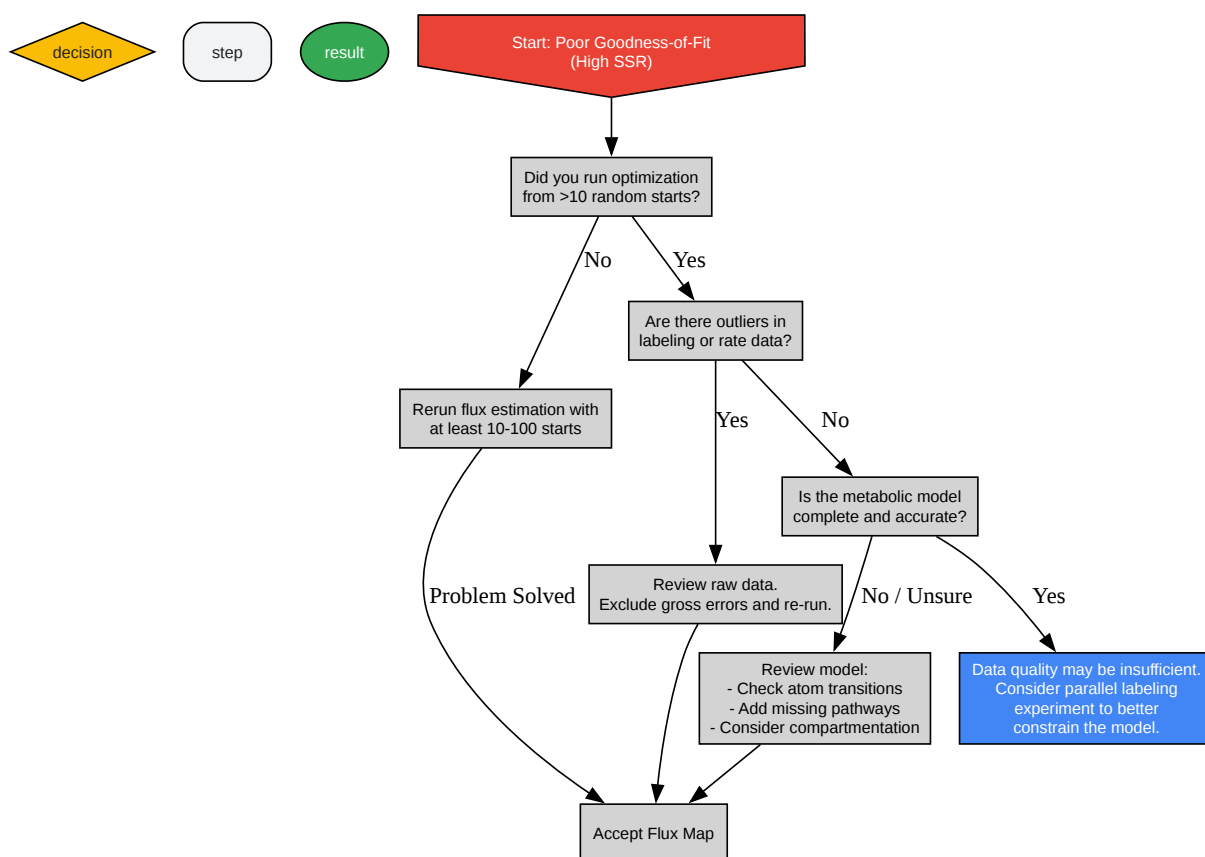 decision
step
result
Start: Poor Goodness-of-Fit
(High SSR)
Did you run optimization
from >10 random starts?
No
Yes
Are there outliers in
labeling or rate data?
Rerun flux estimation with
at least 10-100 starts
Yes
No
Is the metabolic model
complete and accurate?
Problem Solved
Review raw data.
Exclude gross errors and re-run.
No / Unsure
Yes
Review model:
- Check atom transitions
- Add missing pathways
- Consider compartmentation
Data quality may be insufficient.
Consider parallel labeling
experiment to better
constrain the model.
Accept Flux Map